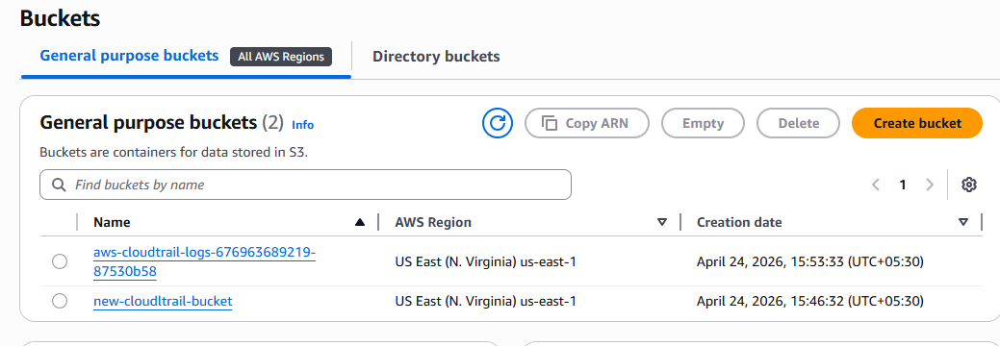 Buckets
General purpose buckets All AWS Regions Directory buckets
General purpose buckets (2) Info Copy ARN Empty Delete Create bucket
Buckets are containers for data stored in S3.
Find buckets by name 1
Name AWS Region Creation date
aws-cloudtrail-logs-676963689219-
87530b58 US East (N. Virginia) us-east-1 April 24, 2026, 15:53:33 (UTC+05:30)
new-cloudltrail-bucket US East (N. Virginia) us-east-1 April 24, 2026, 15:46:32 (UTC+05:30)